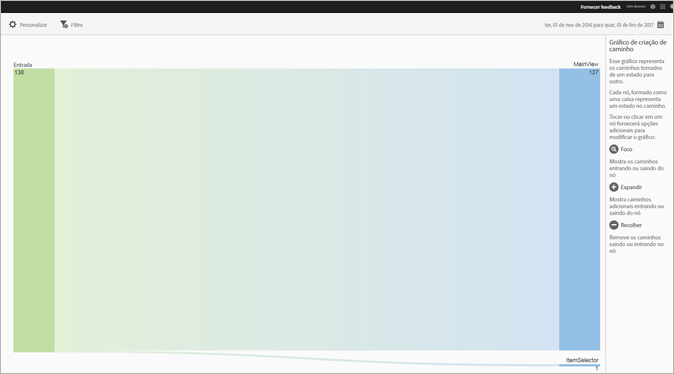 Fornecer feedback
Personalizar
Filtro
ter, 01 de nov de 2016 para quar, 01 de fev de 2017
Entrada
138
MainView
137
ItemSelector
1
Gráfico de criação de
caminho
Esse gráfico representa
os caminhos tomados
de um estado para
outro.
Cada nó, formado como
uma caixa representa
um estado no caminho.
Tocar ou clicar em um
nó fornecerá opções
adicionais para
modificar o gráfico:
Foco
Mostra os caminhos
entrando ou saindo do
nó
Expandir
Mostra caminhos
adicionais entrando ou
saindo do nó
Recolher
Remove os caminhos
saindo ou entrando no
nó